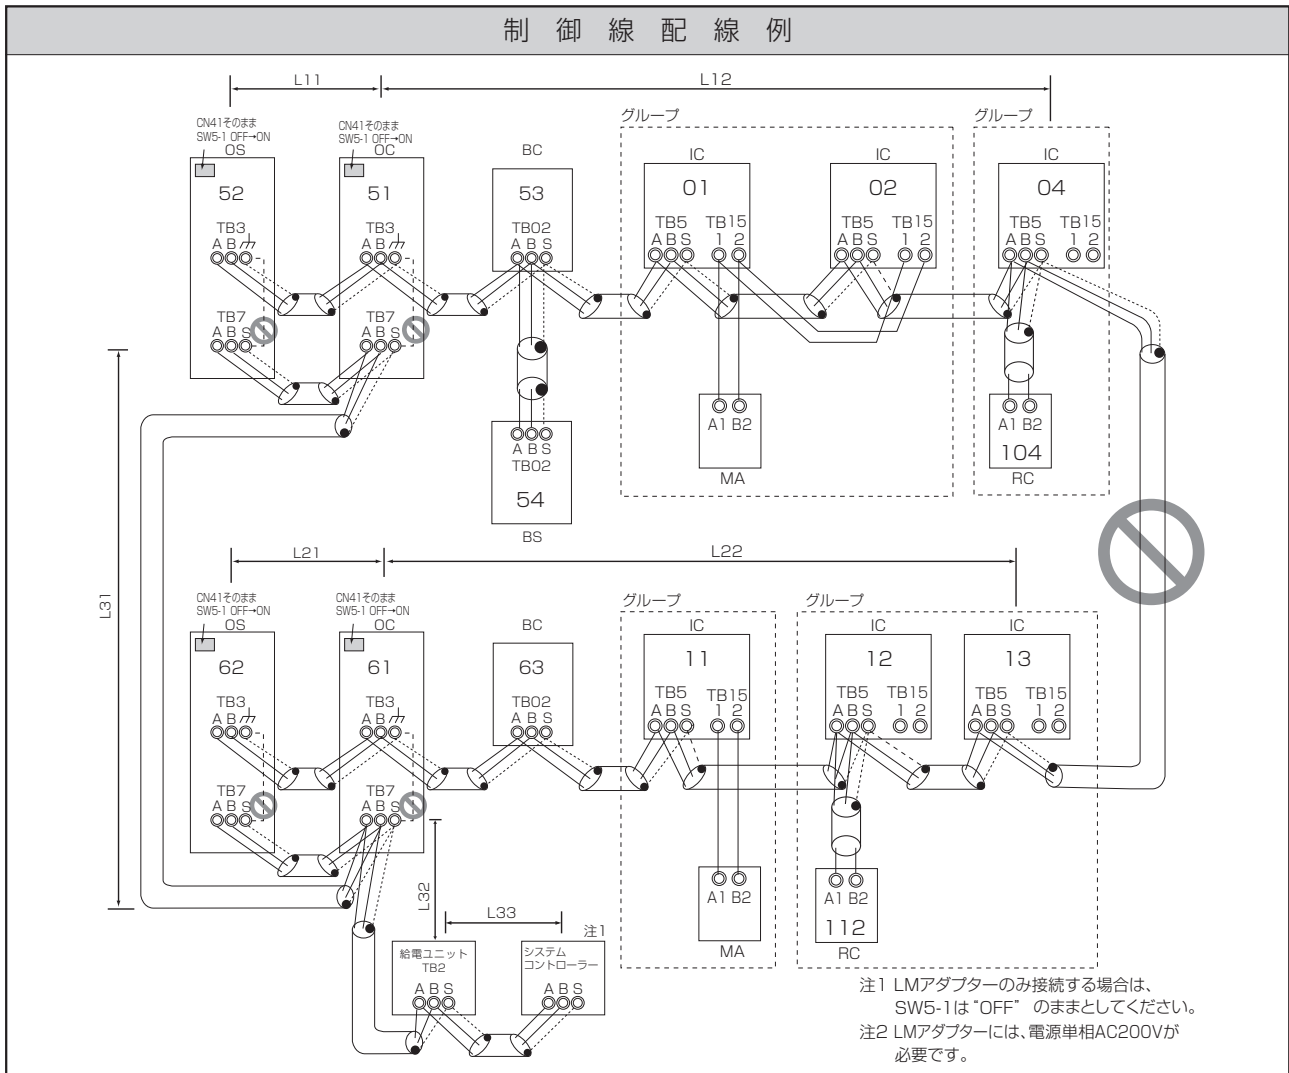 制御線配線例
L11
L12
CN41そのまま
SW5-1 OFF→ON
OS
52
TB3
A B
TB7
A B S
CN41そのまま
SW5-1 OFF→ON
OC
51
TB3
A B
TB7
A B S
BC
53
TB02
A B S
A B S
TB02
54
BS
グループ
IC
01
TB5 TB15
A B S 1 2
IC
02
TB5 TB15
A B S 1 2
A1 B2
MA
グループ
IC
04
TB5 TB15
A B S 1 2
A1 B2
104
RC
L31
L21
L22
CN41そのまま
SW5-1 OFF→ON
OS
62
TB3
A B
TB7
A B S
CN41そのまま
SW5-1 OFF→ON
OC
61
TB3
A B
TB7
A B S
BC
63
TB02
A B S
グループ
IC
11
TB5 TB15
A B S 1 2
A1 B2
MA
グループ
IC
12
TB5 TB15
A B S 1 2
IC
13
TB5 TB15
A B S 1 2
A1 B2
112
RC
L32
L33
給電ユニット
TB2
A B S
注1
システム
コントローラー
A B S
注1 LMアダプターのみ接続する場合は、
SW5-1は“OFF” のままとしてください。
注2 LMアダプターには、電源単相AC200Vが
必要です。